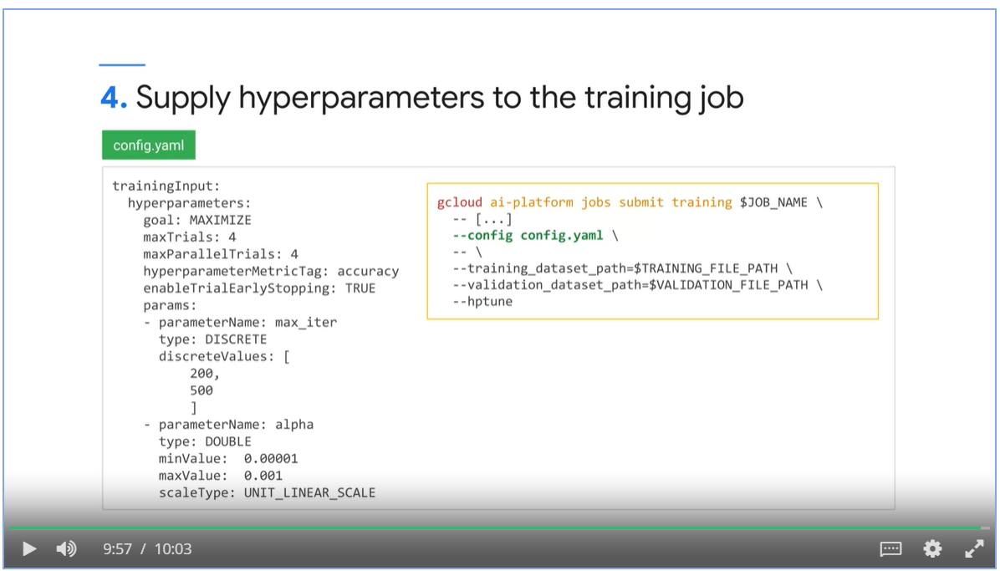 4. Supply hyperparameters to the training job
config.yaml
trainingInput:
hyperparameters:
goal: MAXIMIZE
maxTrials: 4
maxParallelTrials: 4
hyperparameterMetricTag: accuracy
enableTrialEarlyStopping: TRUE
params:
- parameterName: max_iter
type: DISCRETE
discreteValues: [
200,
500
]
- parameterName: alpha
type: DOUBLE
minValue: 0.00001
maxValue: 0.001
scaleType: UNIT_LINEAR_SCALE
gcloud ai-platform jobs submit training $JOB_NAME \
-- [...]
--config config.yaml \
-- \
--training_dataset_path=$TRAINING_FILE_PATH \
--validation_dataset_path=$VALIDATION_FILE_PATH \
--hptune
9:57 / 10:03